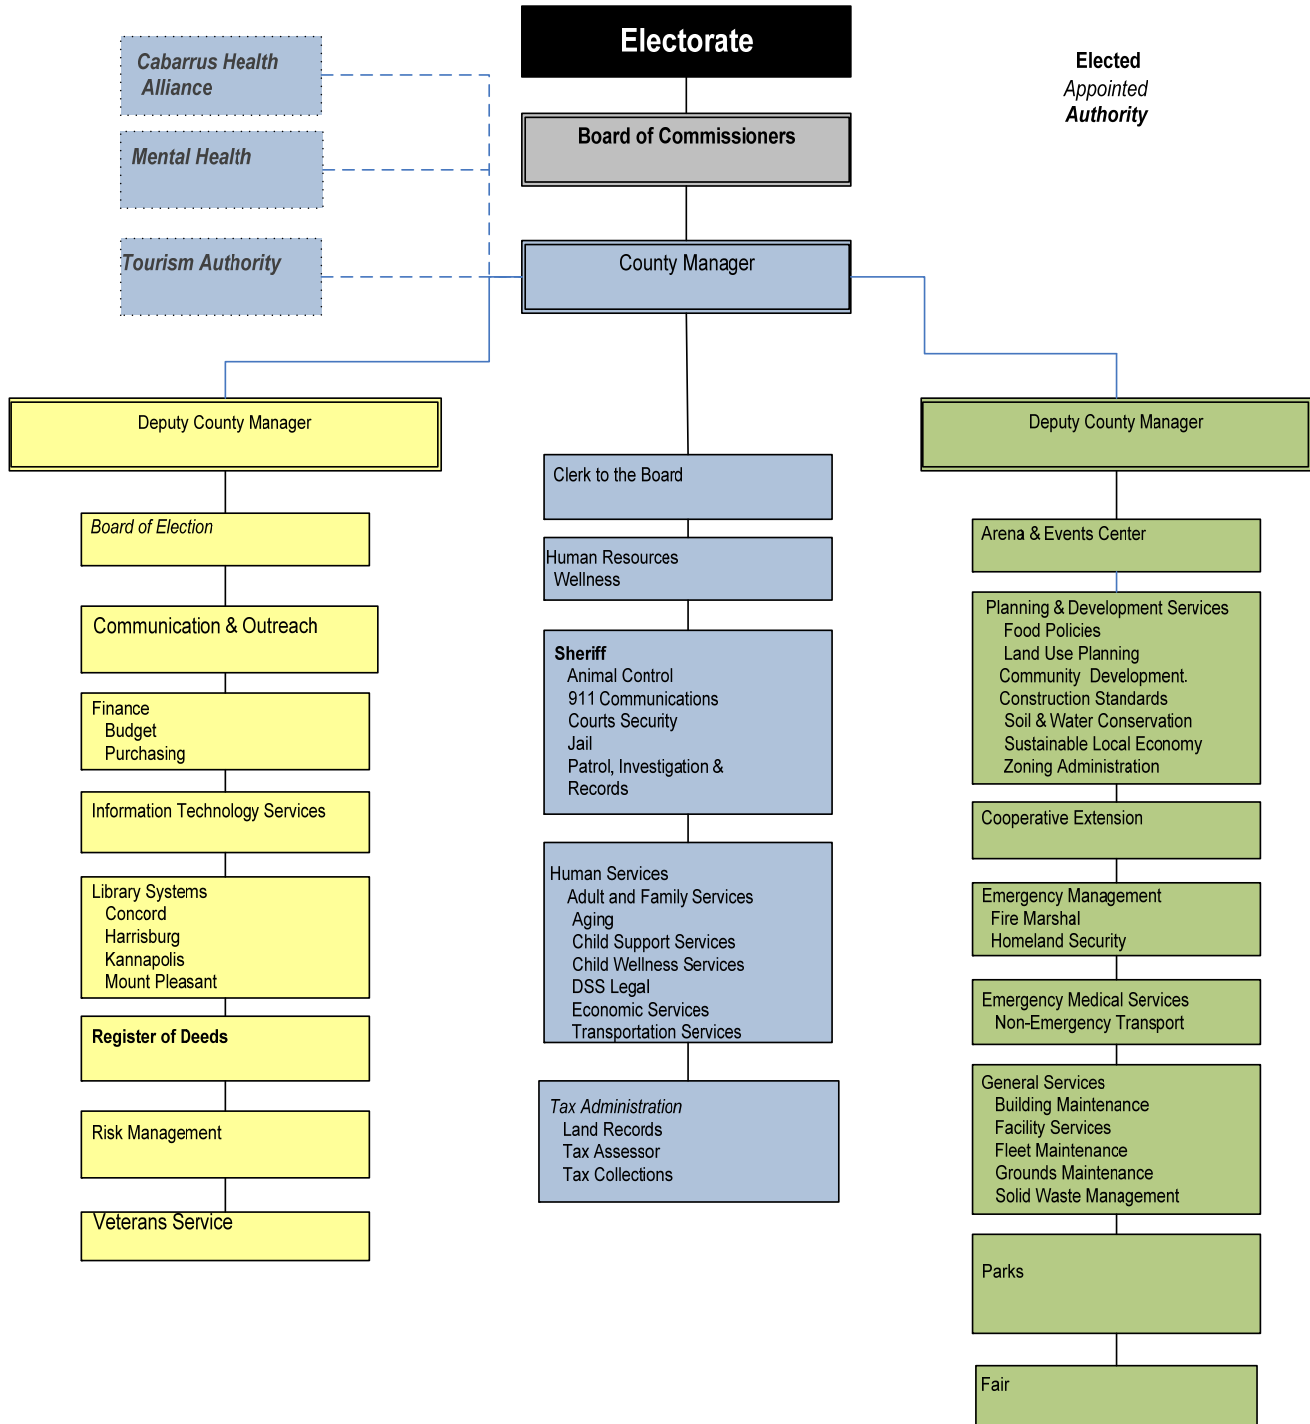 Electorate
Cabarrus Health
Alliance
Elected
Appointed
Authority
Board of Commissioners
Mental Health
Tourism Authority
County Manager
Deputy County Manager
Board of Election
Communication & Outreach
Finance
Budget
Purchasing
Information Technology Services
Library Systems
Concord
Harrisburg
Kannapolis
Mount Pleasant
Register of Deeds
Risk Management
Veterans Service
Clerk to the Board
Human Resources
Wellness
Sheriff
Animal Control
911 Communications
Courts Security
Jail
Patrol, Investigation &
Records
Human Services
Adult and Family Services
Aging
Child Support Services
Child Wellness Services
DSS Legal
Economic Services
Transportation Services
Tax Administration
Land Records
Tax Assessor
Tax Collections
Deputy County Manager
Arena & Events Center
Planning & Development Services
Food Policies
Land Use Planning
Community Development.
Construction Standards
Soil & Water Conservation
Sustainable Local Economy
Zoning Administration
Cooperative Extension
Emergency Management
Fire Marshal
Homeland Security
Emergency Medical Services
Non-Emergency Transport
General Services
Building Maintenance
Facility Services
Fleet Maintenance
Grounds Maintenance
Solid Waste Management
Parks
Fair